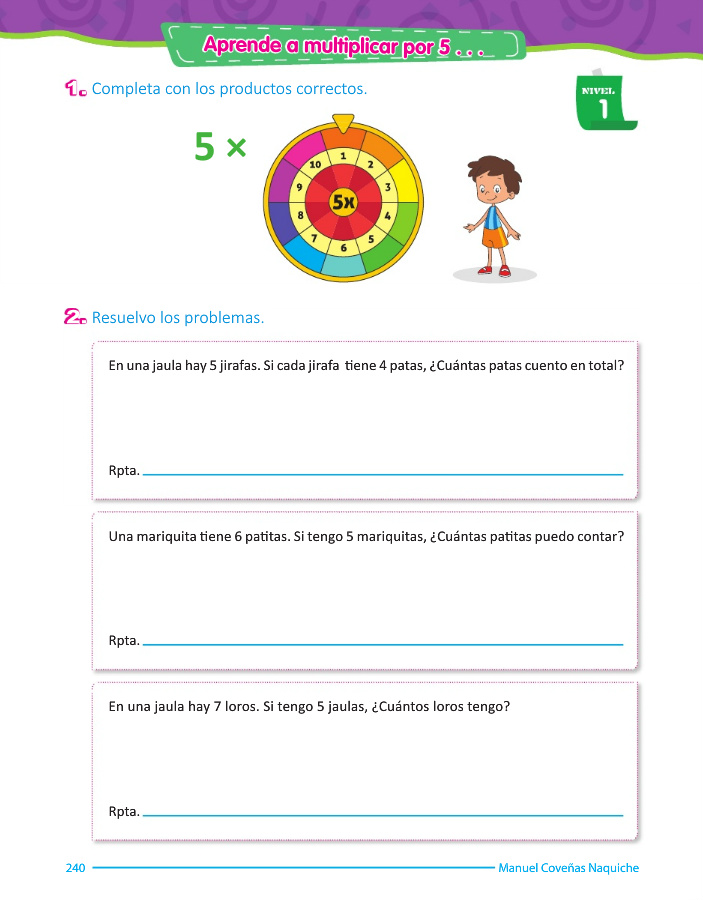 Aprende a multiplicar por 5 . . .
1. Completa con los productos correctos.
NIVEL
1
5 ×
1
2
3
4
5
6
7
8
9
10
5x
2. Resuelvo los problemas.
En una jaula hay 5 jirafas. Si cada jirafa tiene 4 patas, ¿Cuántas patas cuento en total?
Rpta.
Una mariquita tiene 6 patitas. Si tengo 5 mariquitas, ¿Cuántas patitas puedo contar?
Rpta.
En una jaula hay 7 loros. Si tengo 5 jaulas, ¿Cuántos loros tengo?
Rpta.
240 Manuel Coveñas Naquiche